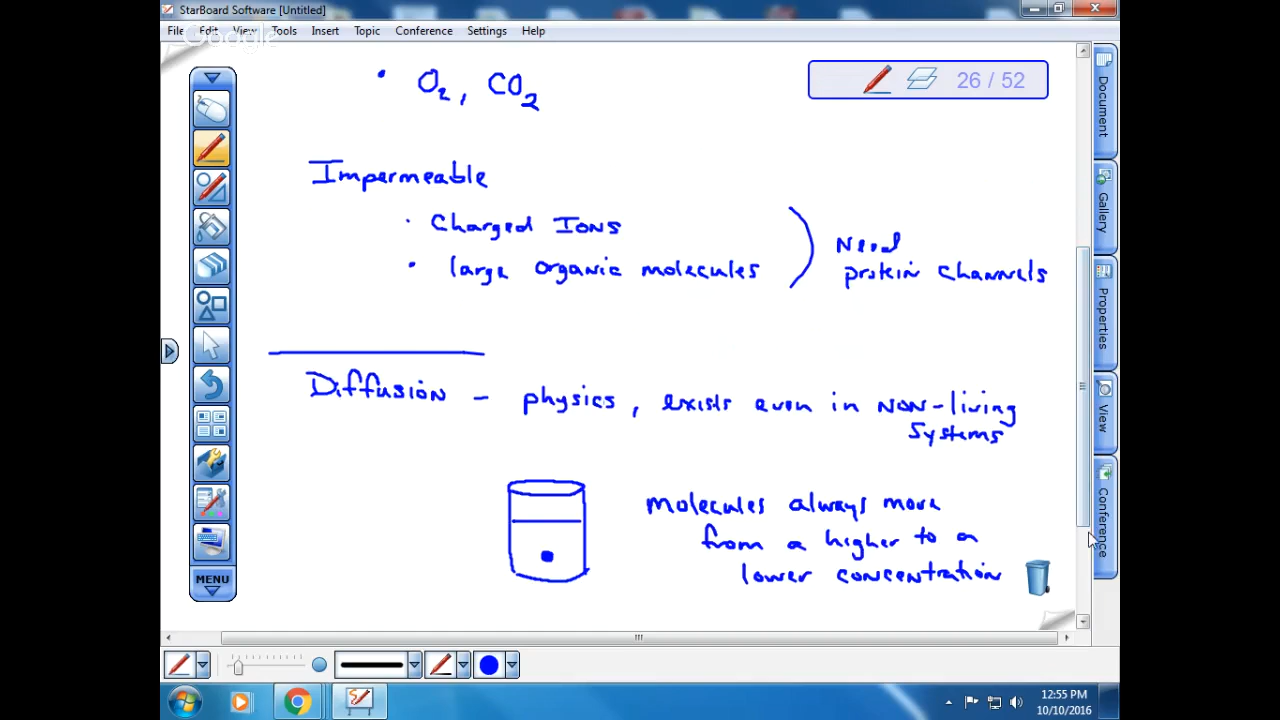 StarBoard Software [Untitled]
File Edit View Tools Insert Topic Conference Settings Help
Google
26 / 52
• O2, CO2
Impermeable
• Charged Ions
• large organic molecules
Need
protein channels
Diffusion – physics, exists even in non-living
systems
molecules always move
from a higher to a
lower concentration
MENU
Document
Gallery
Properties
View
Conference
12:55 PM
10/10/2016